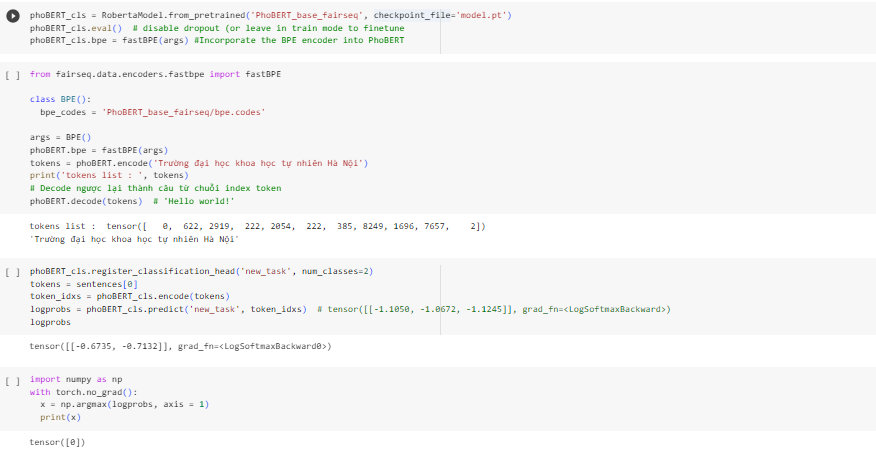 phoBERT_cls = RobertaModel.from_pretrained('PhoBERT_base_fairseq', checkpoint_file='model.pt')
phoBERT_cls.eval()  # disable dropout (or leave in train mode to finetune
phoBERT_cls.bpe = fastBPE(args) #Incorporate the BPE encoder into PhoBERT
[ ] from fairseq.data.encoders.fastbpe import fastBPE
class BPE():
  bpe_codes = 'PhoBERT_base_fairseq/bpe.codes'
args = BPE()
phoBERT.bpe = fastBPE(args)
tokens = phoBERT.encode('Trường đại học khoa học tự nhiên Hà Nội')
print('tokens list : ', tokens)
# Decode ngược lại thành câu từ chuỗi index token
phoBERT.decode(tokens)  # 'Hello world!'
tokens list :  tensor([   0,  622, 2919,  222, 2054,  222,  385, 8249, 1696, 7657,    2])
'Trường đại học khoa học tự nhiên Hà Nội'
[ ] phoBERT_cls.register_classification_head('new_task', num_classes=2)
tokens = sentences[0]
token_idxs = phoBERT_cls.encode(tokens)
logprobs = phoBERT_cls.predict('new_task', token_idxs)  # tensor([[-1.1050, -1.0672, -1.1245]], grad_fn=<LogSoftmaxBackward>)
logprobs
tensor([[-0.6735, -0.7132]], grad_fn=<LogSoftmaxBackward0>)
[ ] import numpy as np
with torch.no_grad():
  x = np.argmax(logprobs, axis = 1)
  print(x)
tensor([0])